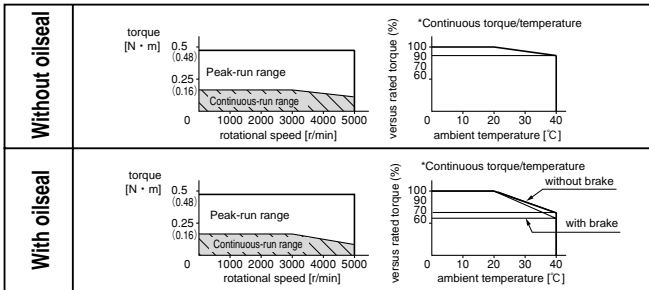 Without oilseal
torque
[N・m]
0.5
(0.48)
0.25
(0.16)
Peak-run range
Continuous-run range
0 1000 2000 3000 4000 5000
rotational speed [r/min]
*Continuous torque/temperature
versus rated torque (%)
100
90
70
60
0 10 20 30 40
ambient temperature [℃]
With oilseal
torque
[N・m]
0.5
(0.48)
0.25
(0.16)
Peak-run range
Continuous-run range
0 1000 2000 3000 4000 5000
rotational speed [r/min]
*Continuous torque/temperature
versus rated torque (%)
100
90
70
60
without brake
with brake
0 10 20 30 40
ambient temperature [℃]